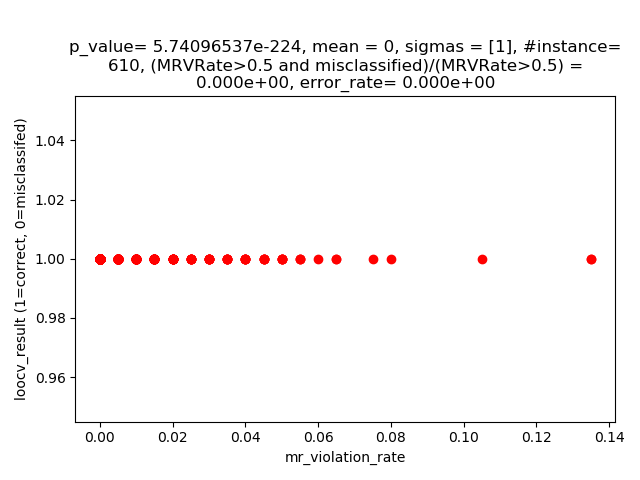 p_value= 5.74096537e-224, mean = 0, sigmas = [1], #instance=
610, (MRVRate>0.5 and misclassified)/(MRVRate>0.5) =
0.000e+00, error_rate= 0.000e+00
loocv_result (1=correct, 0=misclassifed)
1.04
1.02
1.00
0.98
0.96
0.00 0.02 0.04 0.06 0.08 0.10 0.12 0.14
mr_violation_rate